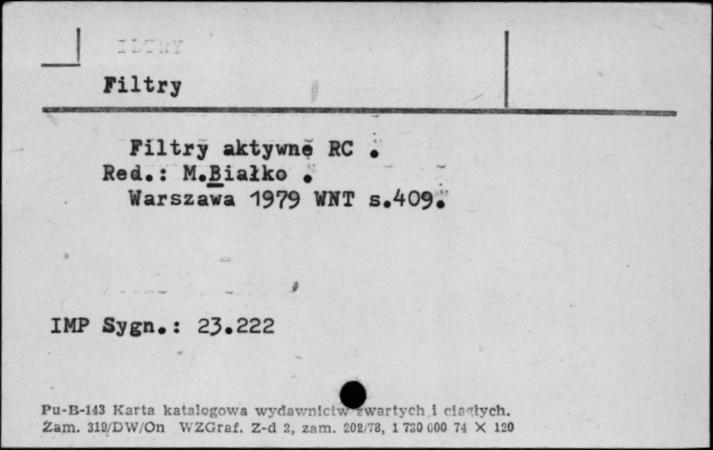 ILTRY
Filtry
Filtry aktywne RC .
Red.: M.Białko .
Warszawa 1979 WNT s.409.
IMP Sygn.: 23.222
Pu-B-143 Karta katalogowa wydawnictw zwartych i ciągłych.
Zam. 319/DW/On WZGraf. Z-d 2, zam. 202/78, 1 730 000 74 X 120